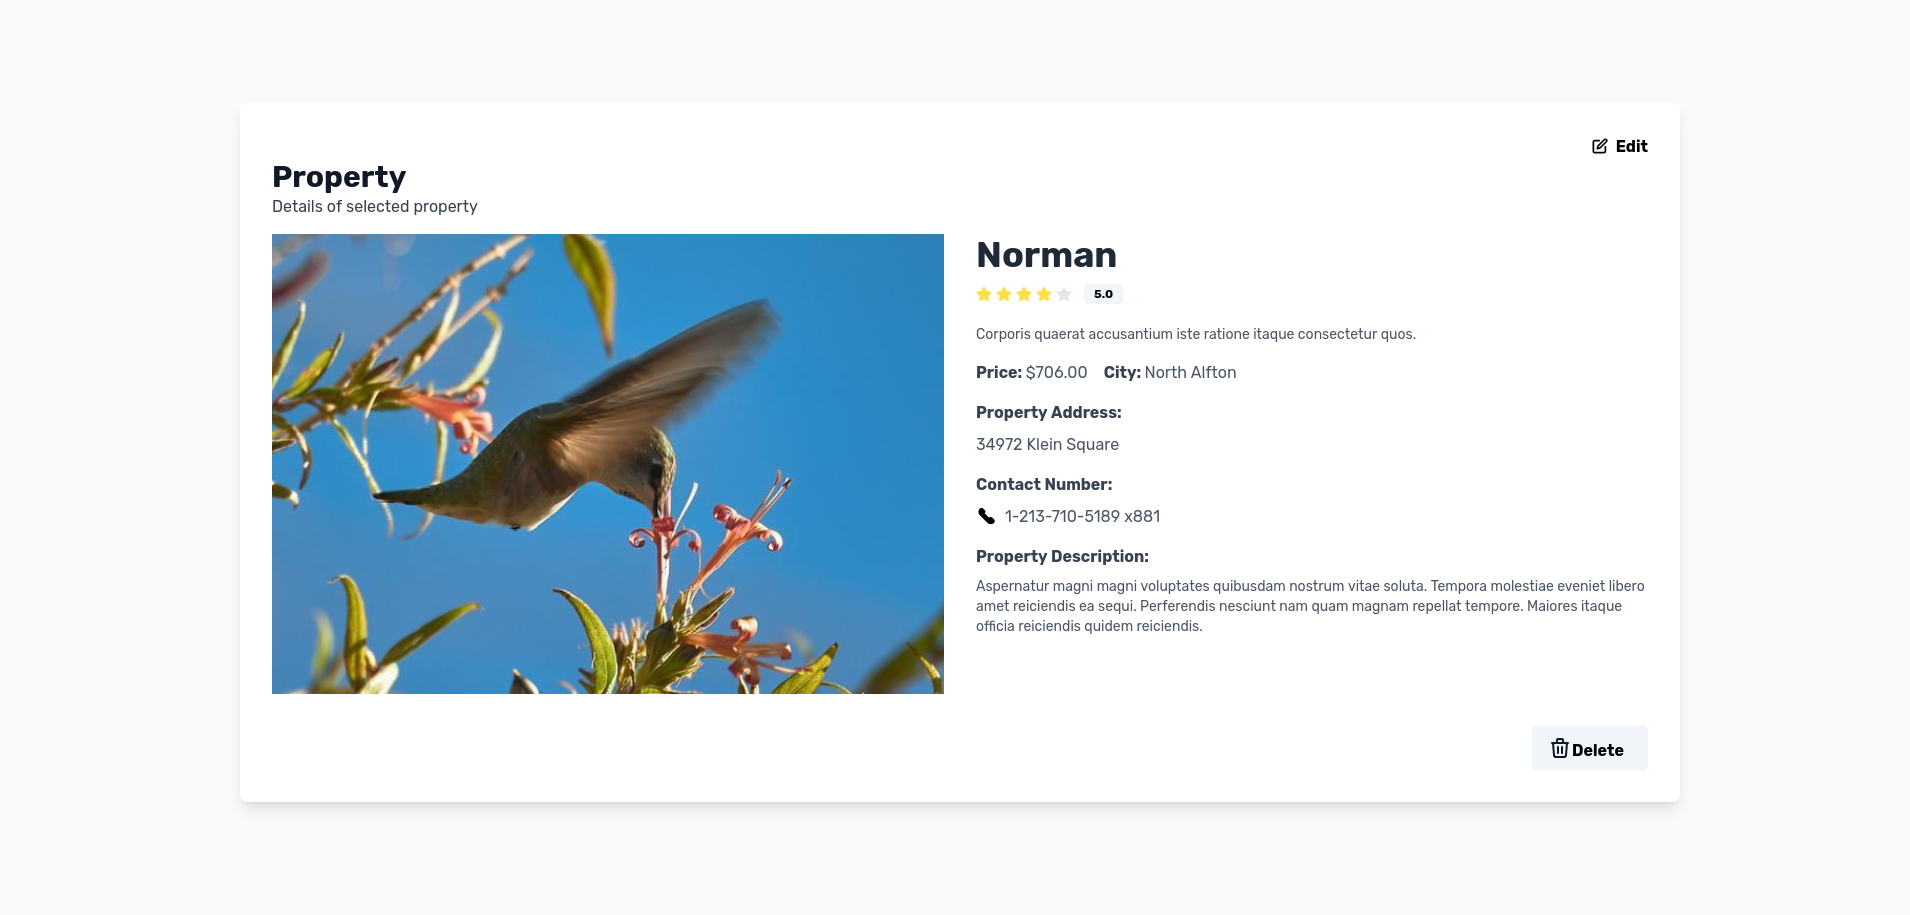 Edit
Property
Details of selected property
Norman
5.0
Corporis quaerat accusantium iste ratione itaque consectetur quos.
Price: $706.00 City: North Alfton
Property Address:
34972 Klein Square
Contact Number:
1-213-710-5189 x881
Property Description:
Aspernatur magni magni voluptates quibusdam nostrum vitae soluta. Tempora molestiae eveniet libero
amet reiciendis ea sequi. Perferendis nesciunt nam quam magnam repellat tempore. Maiores itaque
officia reiciendis quidem reiciendis.
Delete